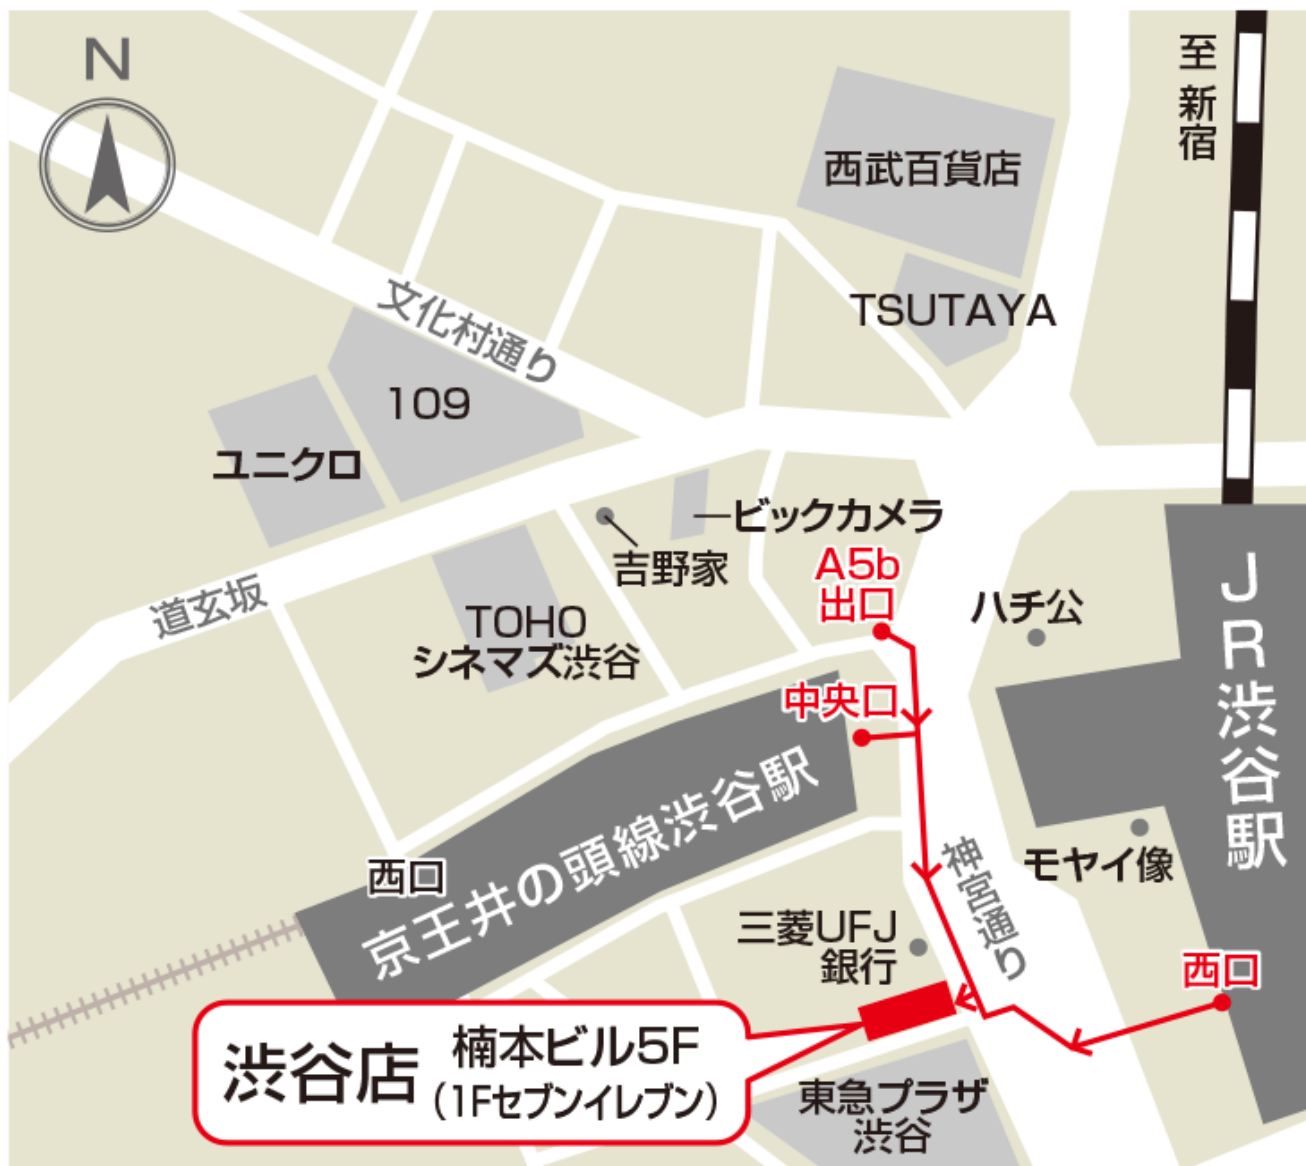 N
至 新宿
西武百貨店
TSUTAYA
文化村通り
109
ユニクロ
ビックカメラ
吉野家
A5b
出口
ハチ公
道玄坂
TOHO
シネマズ渋谷
中央口
JR渋谷駅
京王井の頭線渋谷駅
西口
モヤイ像
神宮通り
三菱UFJ
銀行
西口
渋谷店
楠本ビル5F
(1Fセブンイレブン)
東急プラザ
渋谷